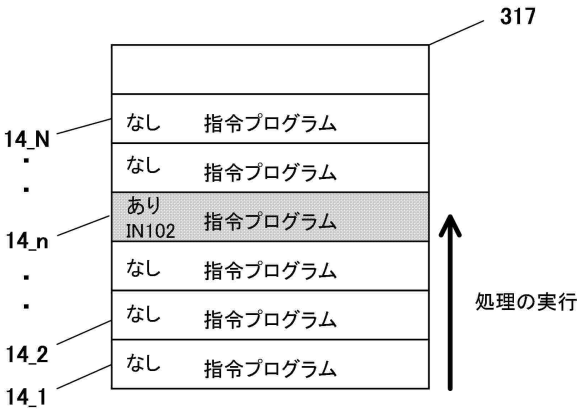 317
14_N
なし 指令プログラム
なし 指令プログラム
あり
IN102 指令プログラム
14_n
なし 指令プログラム
処理の実行
なし 指令プログラム
14_2
なし 指令プログラム
14_1